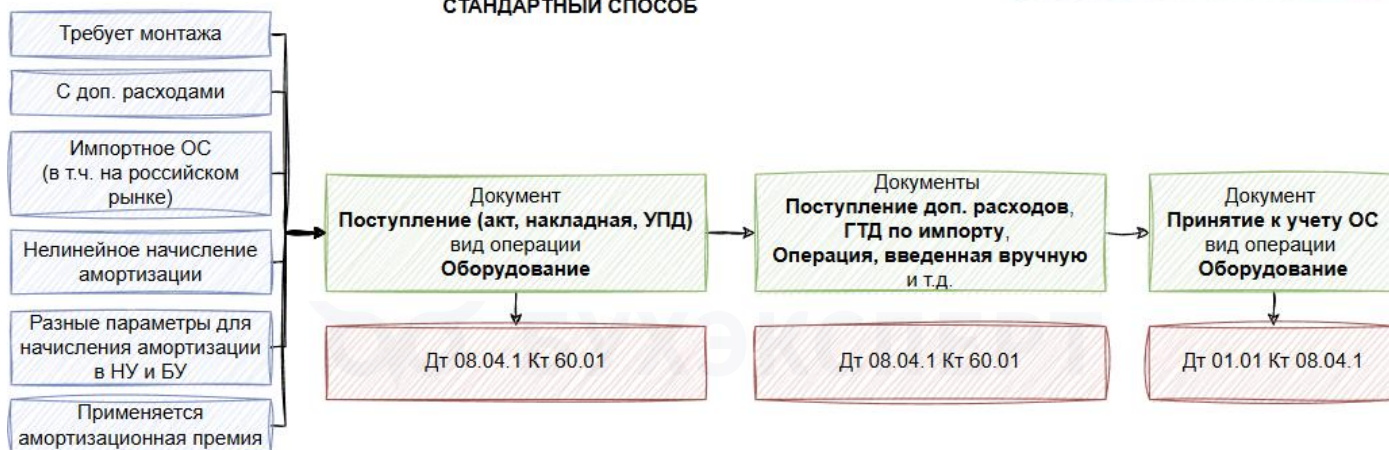 СТАНДАРТНЫЙ СПОСОБ
Требует монтажа
С доп. расходами
Импортное ОС
(в т.ч. на российском
рынке)
Нелинейное начисление
амортизации
Разные параметры для
начисления амортизации
в НУ и БУ
Применяется
амортизационная премия
Документ
Поступление (акт, накладная, УПД)
вид операции
Оборудование
Дт 08.04.1 Кт 60.01
Документы
Поступление доп. расходов,
ГТД по импорту,
Операция, введенная вручную
и т.д.
Дт 08.04.1 Кт 60.01
Документ
Принятие к учету ОС
вид операции
Оборудование
Дт 01.01 Кт 08.04.1
БУХЭКСПЕРТ